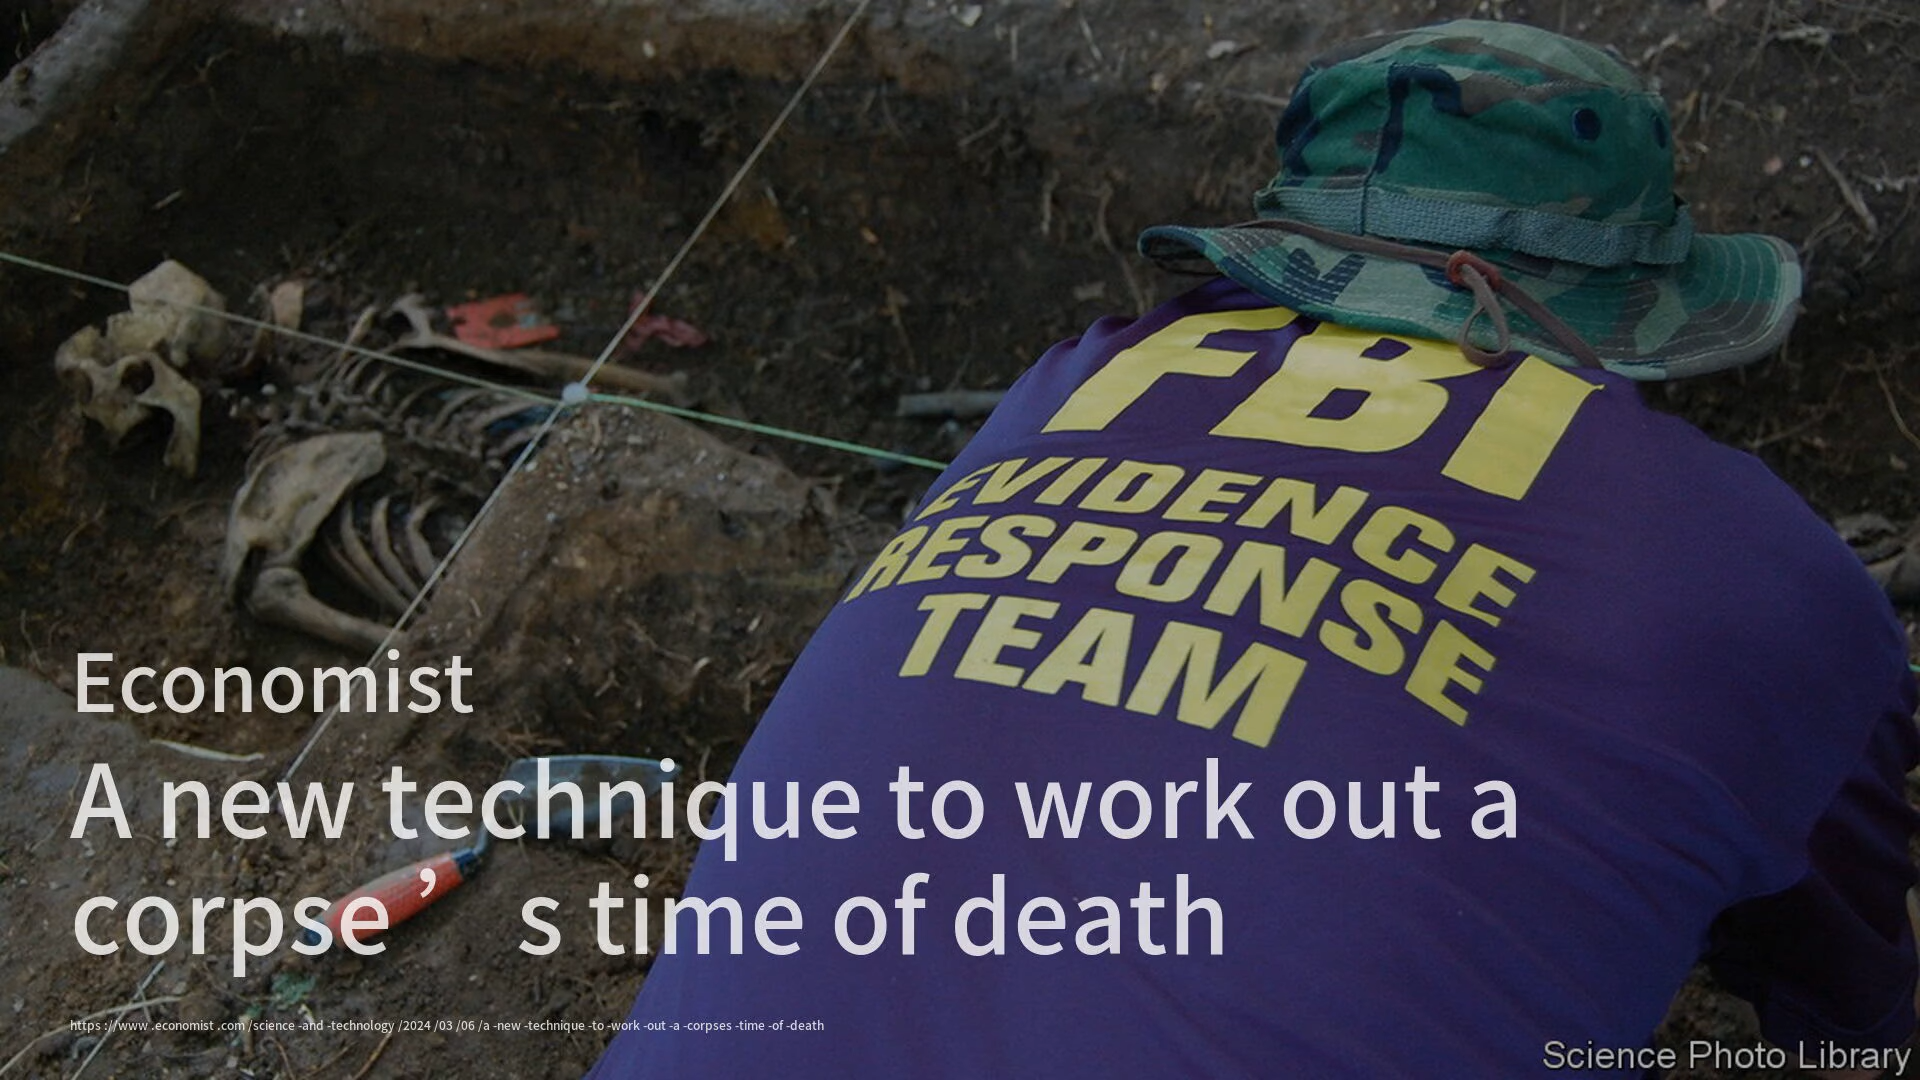 FBI
EVIDENCE
RESPONSE
TEAM
Economist
A new technique to work out a
corpse’s time of death
https://www.economist.com/science-and-technology/2024/03/06/a-new-technique-to-work-out-a-corpses-time-of-death
Science Photo Library